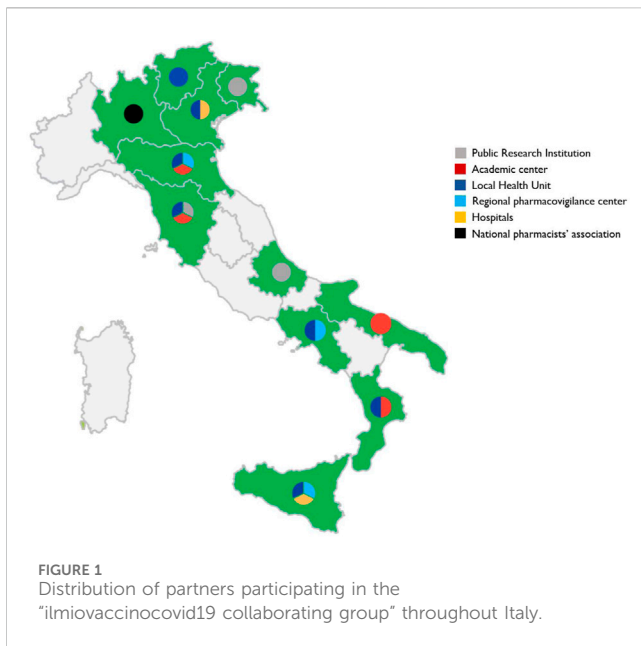 Public Research Institution
Academic center
Local Health Unit
Regional pharmacovigilance center
Hospitals
National pharmacists' association
FIGURE 1
Distribution of partners participating in the
"ilmiovaccinocovid19 collaborating group" throughout Italy.